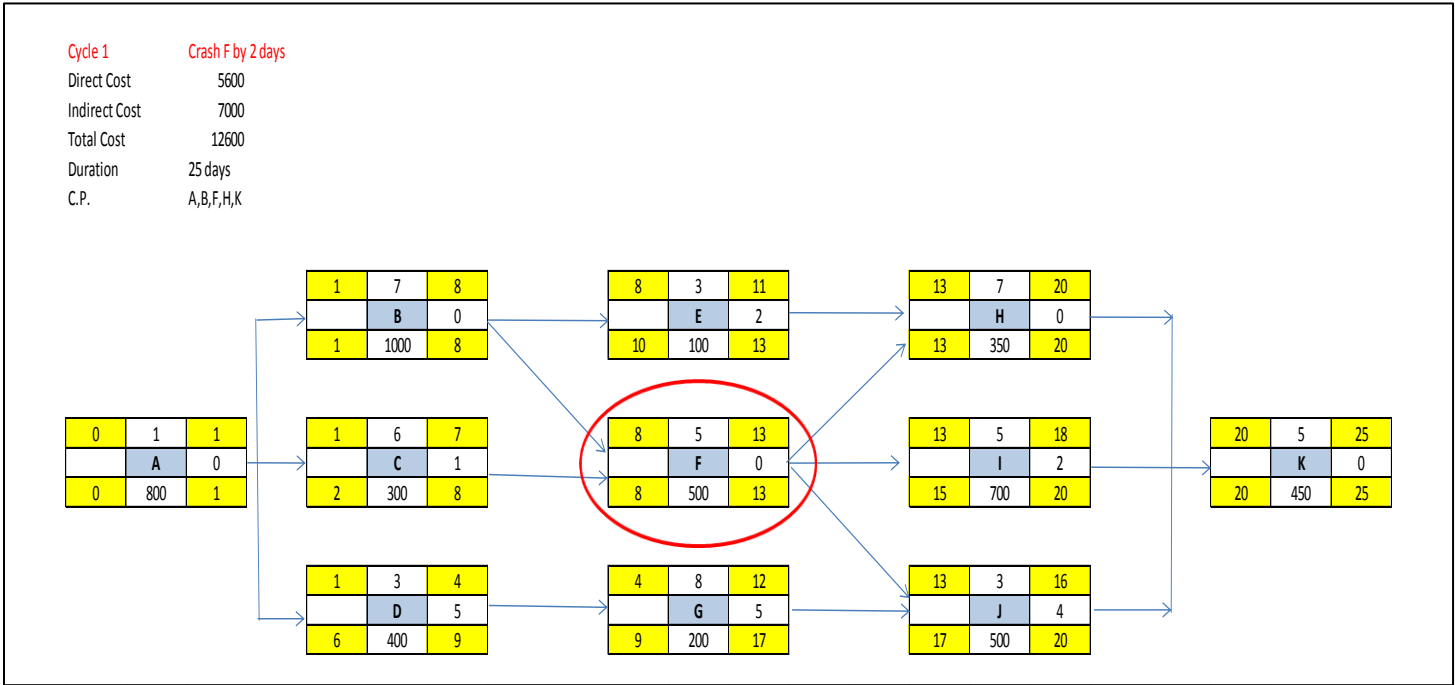 Cycle 1 Crash F by 2 days
Direct Cost 5600
Indirect Cost 7000
Total Cost 12600
Duration 25 days
C.P. A,B,F,H,K
1 7 8
B 0
1 1000 8
8 3 11
E 2
10 100 13
13 7 20
H 0
13 350 20
0 1 1
A 0
0 800 1
1 6 7
C 1
2 300 8
8 5 13
F 0
8 500 13
13 5 18
I 2
15 700 20
20 5 25
K 0
20 450 25
1 3 4
D 5
6 400 9
4 8 12
G 5
9 200 17
13 3 16
J 4
17 500 20